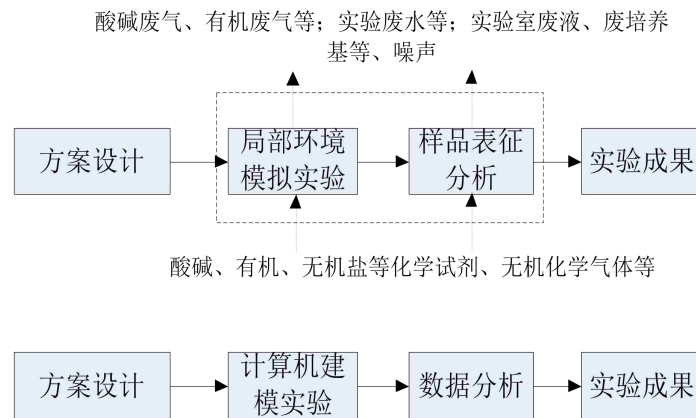 酸碱废气、有机废气等；实验废水等；实验室废液、废培养
基等、噪声
方案设计
局部环境
模拟实验
样品表征
分析
实验成果
酸碱、有机、无机盐等化学试剂、无机化学气体等
方案设计
计算机建
模实验
数据分析
实验成果